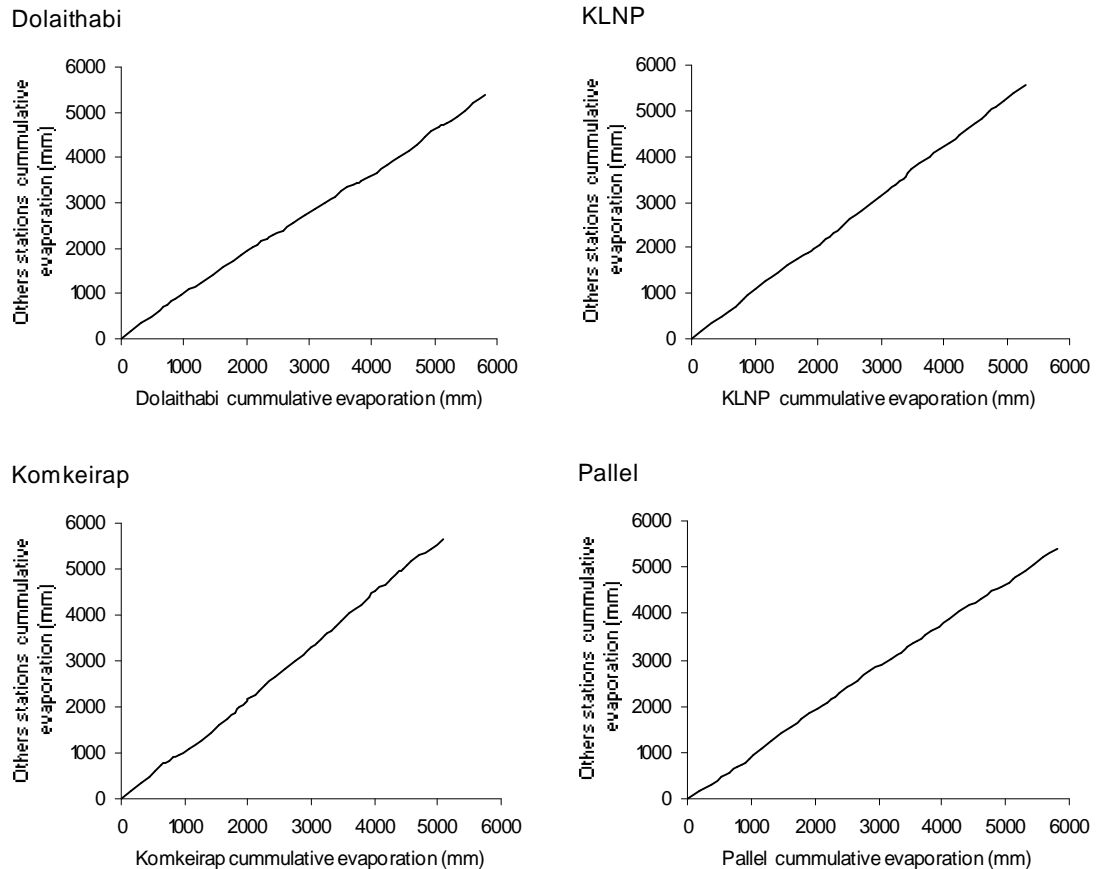 Dolaithabi
6000
5000
4000
3000
2000
1000
0
Others stations cummulative
evaporation (mm)
0 1000 2000 3000 4000 5000 6000
Dolaithabi cummulative evaporation (mm)
KLNP
6000
5000
4000
3000
2000
1000
0
Others stations cummulative
evaporation (mm)
0 1000 2000 3000 4000 5000 6000
KLNP cummulative evaporation (mm)
Komkeirap
6000
5000
4000
3000
2000
1000
0
Others stations cummulative
evaporation (mm)
0 1000 2000 3000 4000 5000 6000
Komkeirap cummulative evaporation (mm)
Pallel
6000
5000
4000
3000
2000
1000
0
Others stations cummulative
evaporation (mm)
0 1000 2000 3000 4000 5000 6000
Pallel cummulative evaporation (mm)